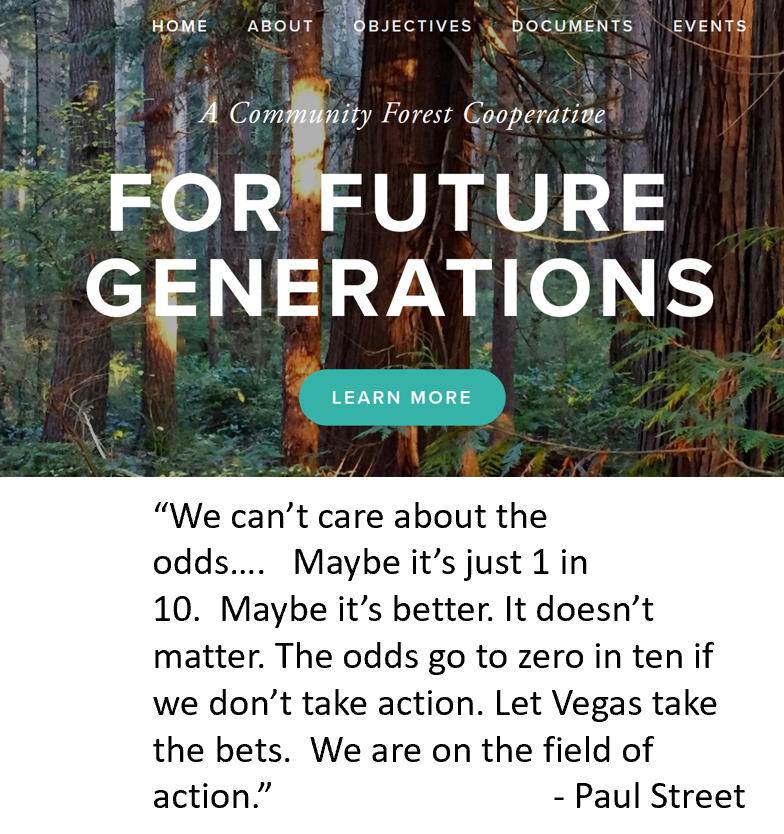 HOME ABOUT OBJECTIVES DOCUMENTS EVENTS
A Community Forest Cooperative
FOR FUTURE
GENERATIONS
LEARN MORE
“We can’t care about the
odds.... Maybe it’s just 1 in
10. Maybe it’s better. It doesn’t
matter. The odds go to zero in ten if
we don’t take action. Let Vegas take
the bets. We are on the field of
action.” - Paul Street